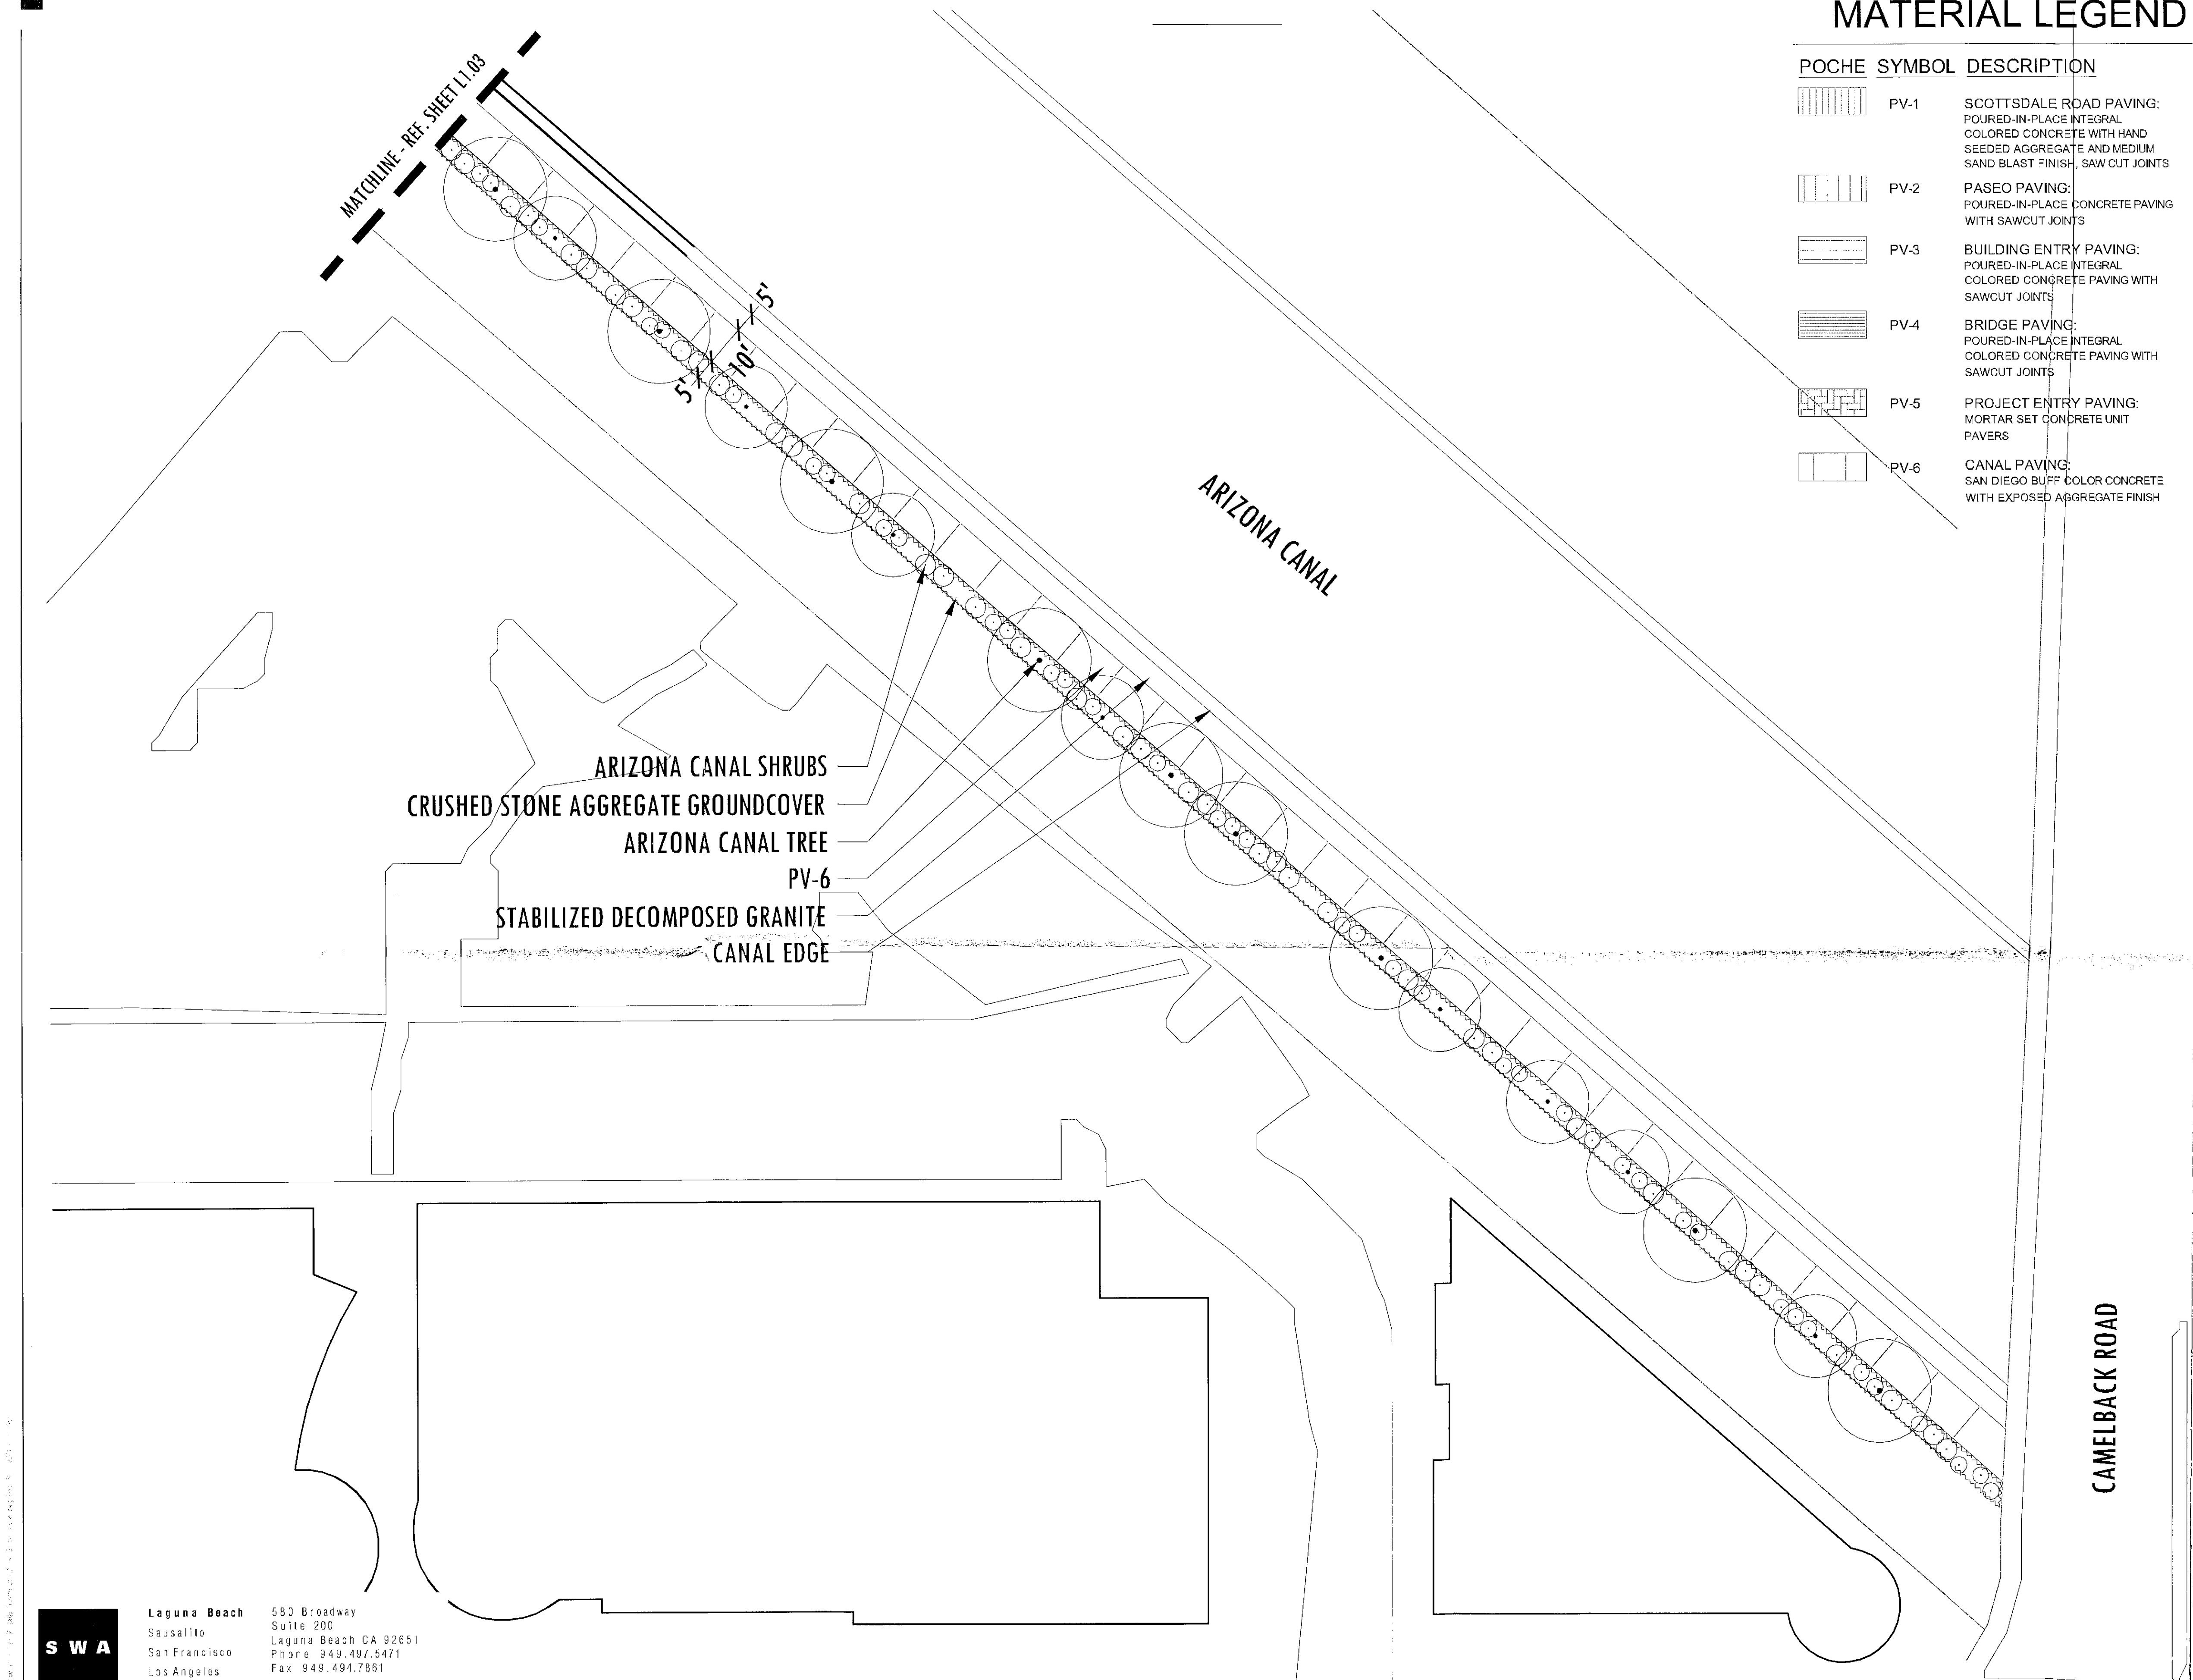 MATERIAL LEGEND
POCHE SYMBOL DESCRIPTION
PV-1 SCOTTSDALE ROAD PAVING:
POURED-IN-PLACE INTEGRAL
COLORED CONCRETE WITH HAND
SEEDED AGGREGATE AND MEDIUM
SAND BLAST FINISH, SAW CUT JOINTS
PV-2 PASEO PAVING:
POURED-IN-PLACE CONCRETE PAVING
WITH SAWCUT JOINTS
PV-3 BUILDING ENTRY PAVING:
POURED-IN-PLACE INTEGRAL
COLORED CONCRETE PAVING WITH
SAWCUT JOINTS
PV-4 BRIDGE PAVING:
POURED-IN-PLACE INTEGRAL
COLORED CONCRETE PAVING WITH
SAWCUT JOINTS
PV-5 PROJECT ENTRY PAVING:
MORTAR SET CONCRETE UNIT
PAVERS
PV-6 CANAL PAVING:
SAN DIEGO BUFF COLOR CONCRETE
WITH EXPOSED AGGREGATE FINISH
MATCHLINE - REF. SHEET L1.03
5'
10'
5'
ARIZONA CANAL
ARIZONA CANAL SHRUBS
CRUSHED STONE AGGREGATE GROUNDCOVER
ARIZONA CANAL TREE
PV-6
STABILIZED DECOMPOSED GRANITE
CANAL EDGE
CAMELBACK ROAD
SWA
Laguna Beach
Sausalito
San Francisco
Los Angeles
580 Broadway
Suite 200
Laguna Beach CA 92651
Phone 949.497.5471
Fax 949.494.7861